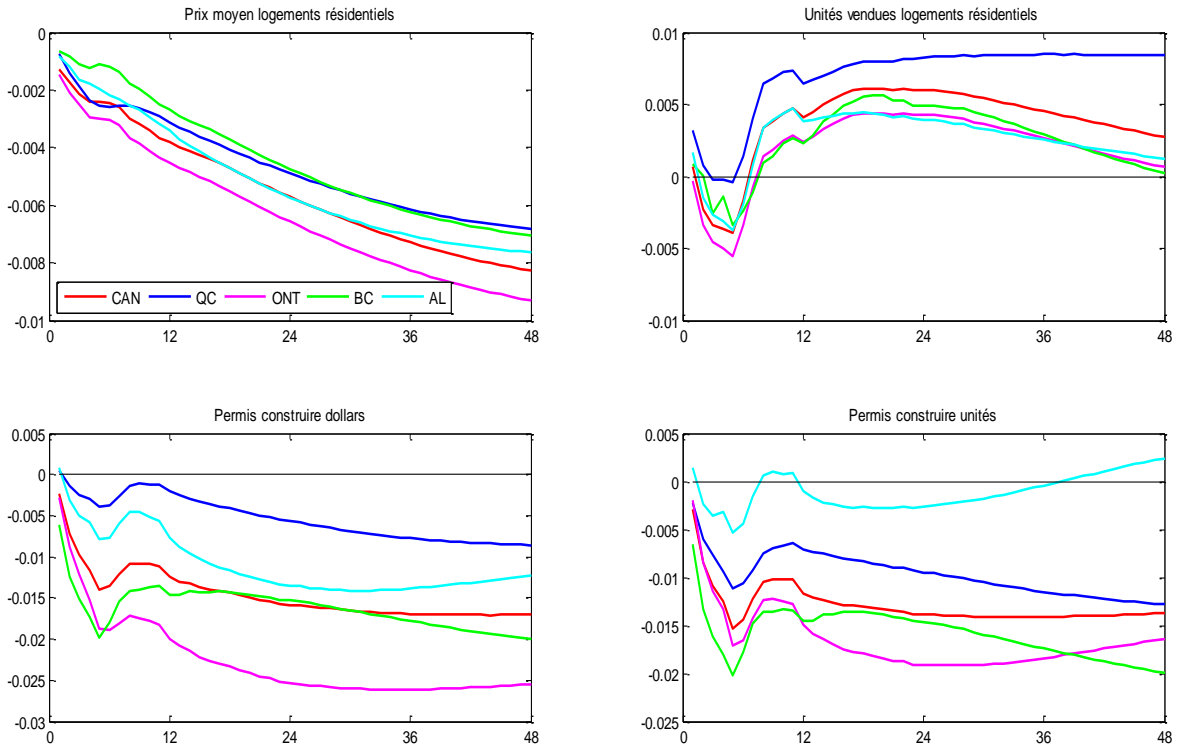 Prix moyen logements résidentiels
0
-0.002
-0.004
-0.006
-0.008
-0.01
0 12 24 36 48
CAN QC ONT BC AL
Unités vendues logements résidentiels
0.01
0.005
0
-0.005
-0.01
0 12 24 36 48
Permis construire dollars
0.005
0
-0.005
-0.01
-0.015
-0.02
-0.025
-0.03
0 12 24 36 48
Permis construire unités
0.005
0
-0.005
-0.01
-0.015
-0.02
-0.025
0 12 24 36 48